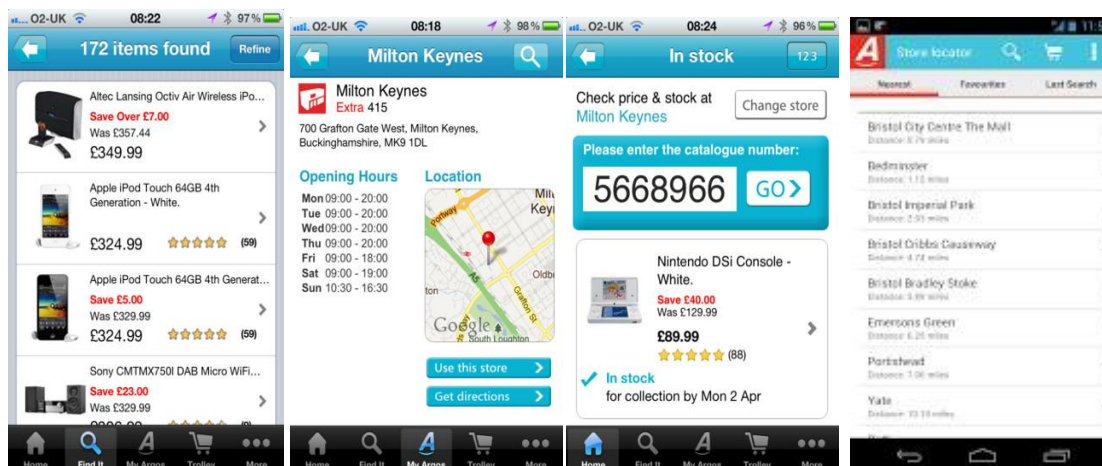 O2-UK 08:22 97%
172 items found Refine
Altec Lansing Octiv Air Wireless iPo...
Save Over £7.00
Was £357.44
£349.99
Apple iPod Touch 64GB 4th
Generation - White.
£324.99 (59)
Apple iPod Touch 64GB 4th Generat...
Save £5.00
Was £329.99
£324.99 (59)
Sony CMTMX750I DAB Micro WiFi...
Save £23.00
Was £329.99
Home Find It My Argos Trolley More
O2-UK 08:18 98%
Milton Keynes
Milton Keynes
Extra 415
700 Grafton Gate West, Milton Keynes,
Buckinghamshire, MK9 1DL
Opening Hours Location
Mon 09:00 - 20:00
Tue 09:00 - 20:00
Wed 09:00 - 20:00
Thu 09:00 - 20:00
Fri 09:00 - 18:00
Sat 09:00 - 19:00
Sun 10:30 - 16:30
Portway
A5
Grafton St
Google
South Loughton
Use this store
Get directions
Home Find It My Argos Trolley More
O2-UK 08:24 96%
In stock 123
Check price & stock at
Milton Keynes
Change store
Please enter the catalogue number:
5668966 GO
Nintendo DSi Console -
White.
Save £40.00
Was £129.99
£89.99
(88)
In stock
for collection by Mon 2 Apr
Home Find It My Argos Trolley More
Store locator
Nearest Favourites Last Search
Bristol City Centre The Mall
Bedminster
Bristol Imperial Park
Bristol Cribbs Causeway
Bristol Bradley Stoke
Emersons Green
Portishead
Yate